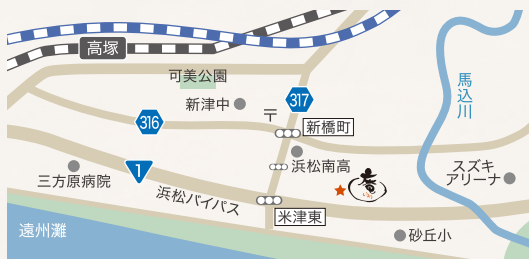 高塚
可美公園
新津中
〒
317
316
新橋町
馬込川
浜松南高
1
三方原病院
浜松バイパス
スズキ
アリーナ
米津東
砂丘小
遠州灘